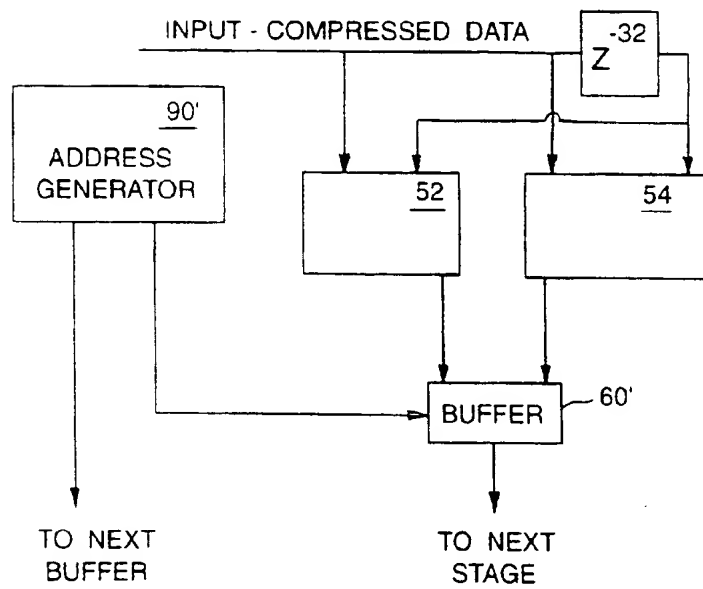 INPUT - COMPRESSED DATA
Z-32
90'
ADDRESS
GENERATOR
52
54
BUFFER
60'
TO NEXT
BUFFER
TO NEXT
STAGE